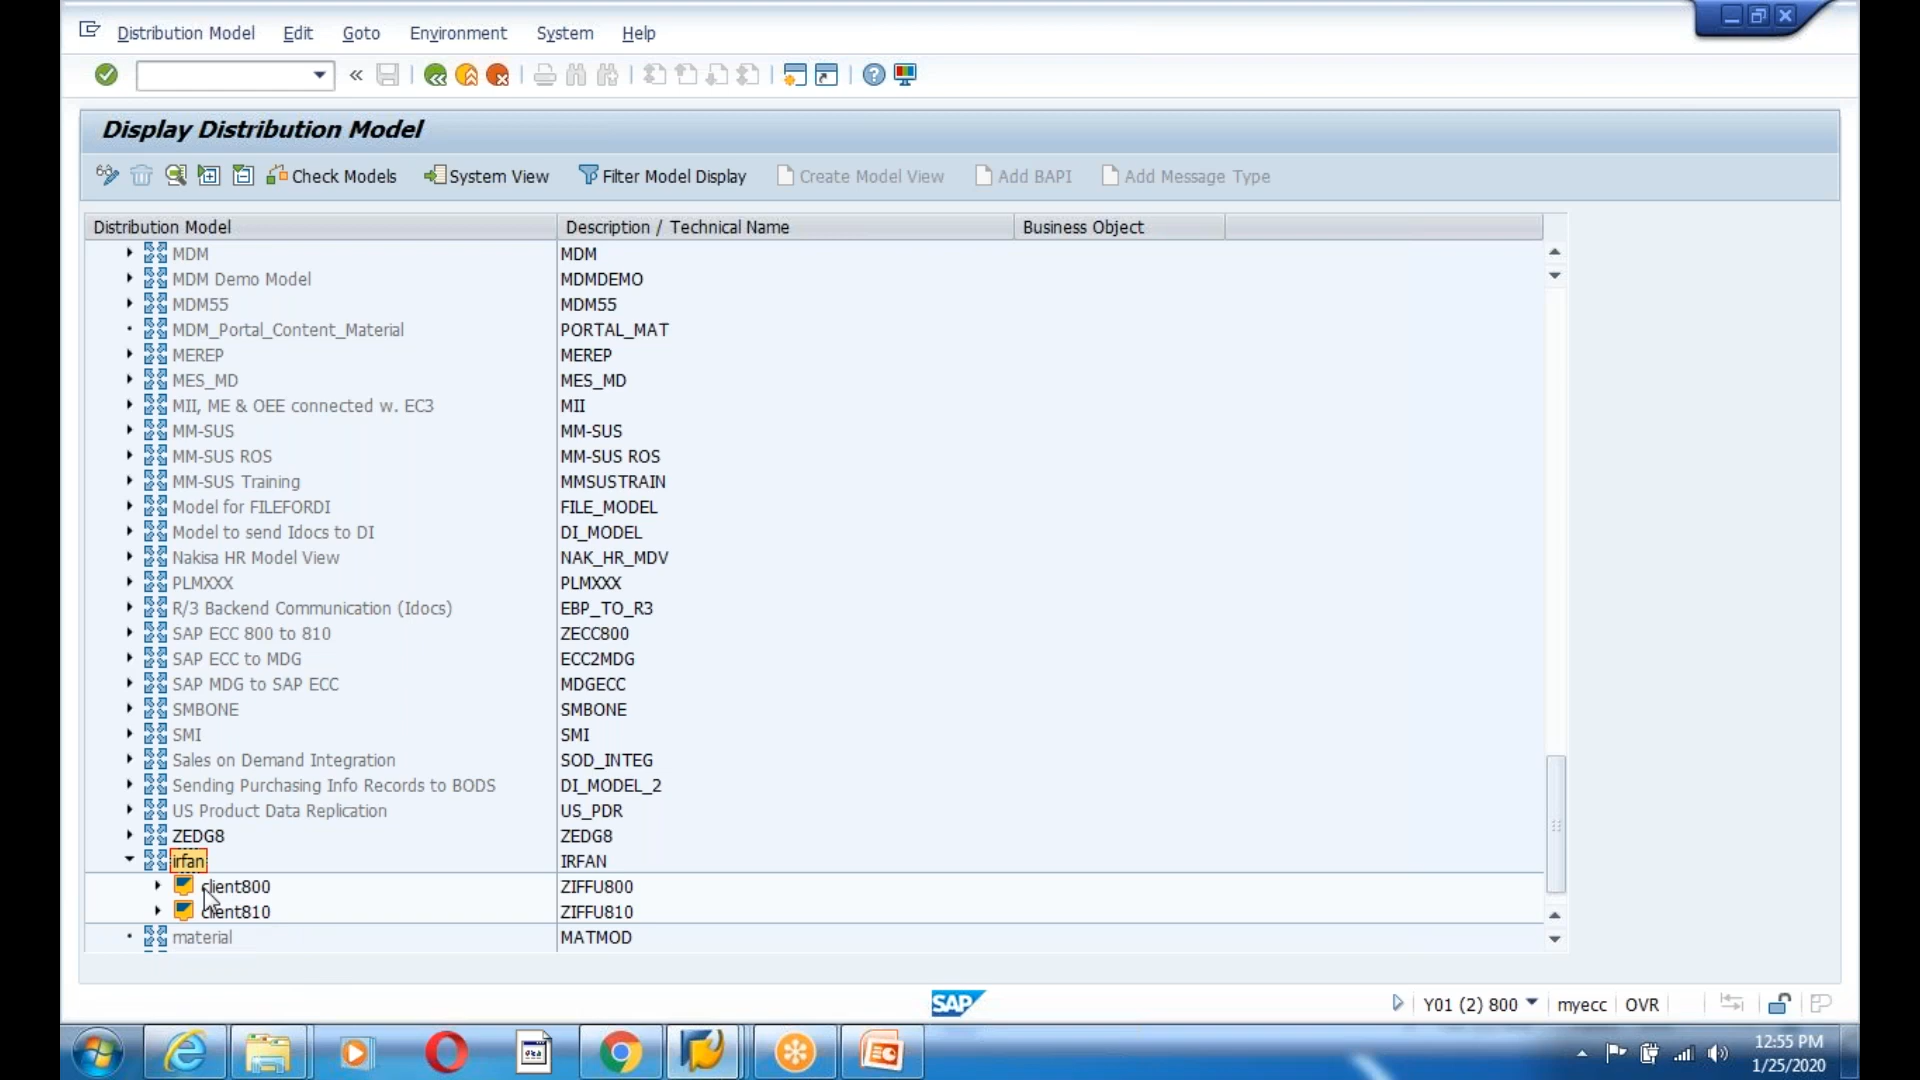 Distribution Model Edit Goto Environment System Help
Display Distribution Model
Check Models System View Filter Model Display Create Model View Add BAPI Add Message Type
Distribution Model Description / Technical Name Business Object
MDM MDM
MDM Demo Model MDMDEMO
MDM55 MDM55
MDM_Portal_Content_Material PORTAL_MAT
MEREP MEREP
MES_MD MES_MD
MII, ME & OEE connected w. EC3 MII
MM-SUS MM-SUS
MM-SUS ROS MM-SUS ROS
MM-SUS Training MMSUSTRAIN
Model for FILEFORDI FILE_MODEL
Model to send Idocs to DI DI_MODEL
Nakisa HR Model View NAK_HR_MDV
PLMXXX PLMXXX
R/3 Backend Communication (Idocs) EBP_TO_R3
SAP ECC 800 to 810 ZECC800
SAP ECC to MDG ECC2MDG
SAP MDG to SAP ECC MDGECC
SMBONE SMBONE
SMI SMI
Sales on Demand Integration SOD_INTEG
Sending Purchasing Info Records to BODS DI_MODEL_2
US Product Data Replication US_PDR
ZEDG8 ZEDG8
irfan IRFAN
client800 ZIFFU800
client810 ZIFFU810
material MATMOD
SAP Y01 (2) 800 myecc OVR
12:55 PM
1/25/2020